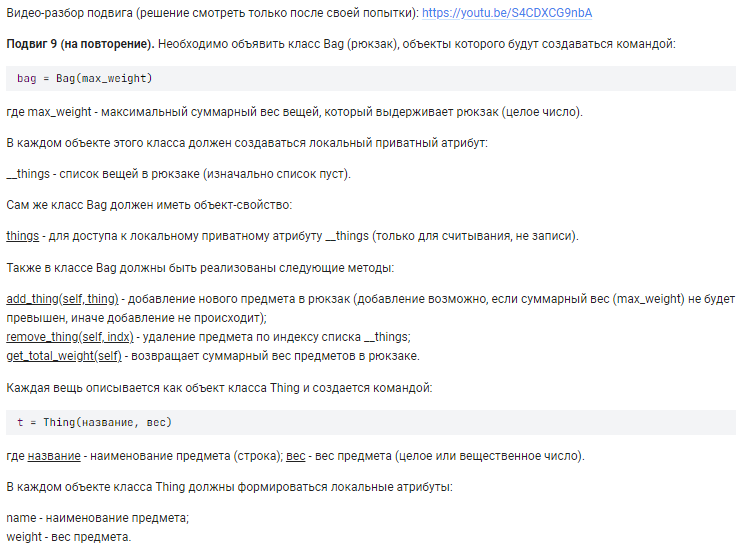 Видео-разбор подвига (решение смотреть только после своей попытки): https://youtu.be/S4CDXCG9nbA
Подвиг 9 (на повторение). Необходимо объявить класс Bag (рюкзак), объекты которого будут создаваться командой:
bag = Bag(max_weight)
где max_weight - максимальный суммарный вес вещей, который выдерживает рюкзак (целое число).
В каждом объекте этого класса должен создаваться локальный приватный атрибут:
__things - список вещей в рюкзаке (изначально список пуст).
Сам же класс Bag должен иметь объект-свойство:
things - для доступа к локальному приватному атрибуту __things (только для считывания, не записи).
Также в классе Bag должны быть реализованы следующие методы:
add_thing(self, thing) - добавление нового предмета в рюкзак (добавление возможно, если суммарный вес (max_weight) не будет
превышен, иначе добавление не происходит);
remove_thing(self, indx) - удаление предмета по индексу списка __things;
get_total_weight(self) - возвращает суммарный вес предметов в рюкзаке.
Каждая вещь описывается как объект класса Thing и создается командой:
t = Thing(название, вес)
где название - наименование предмета (строка); вес - вес предмета (целое или вещественное число).
В каждом объекте класса Thing должны формироваться локальные атрибуты:
name - наименование предмета;
weight - вес предмета.